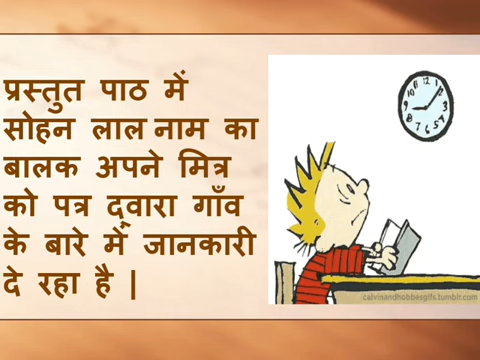 प्रस्तुत पाठ में
सोहन लाल नाम का
बालक अपने मित्र
को पत्र द्वारा गाँव
के बारे में जानकारी
दे रहा है |
calvinandhobbesgifs.tumblr.com